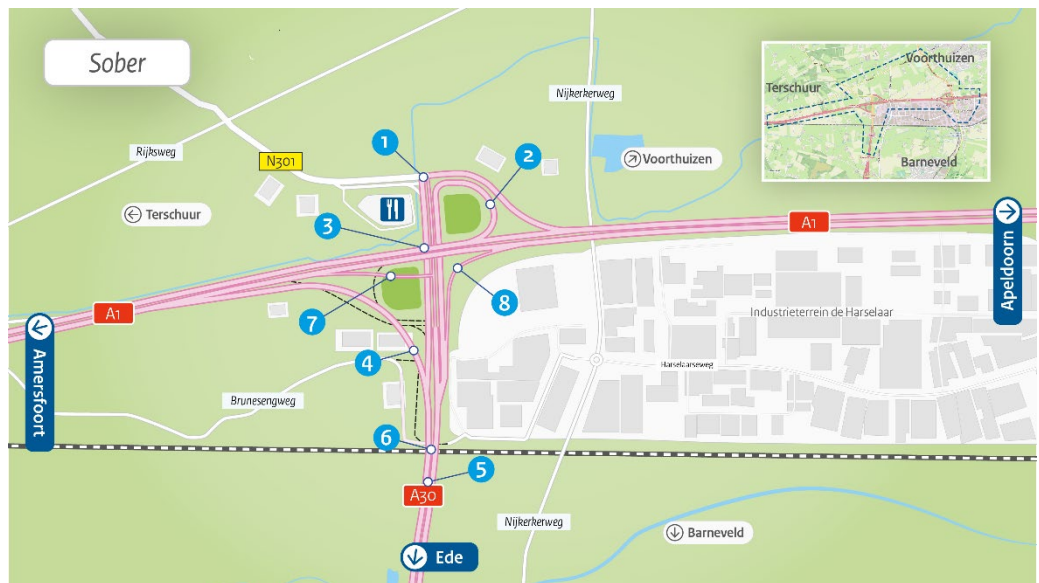 Sober
Voorthuizen
Terschuur
Barneveld
Nijkerkerweg
Rijksweg
N301
1
2
Voorthuizen
Terschuur
3
A1
Apeldoorn
8
7
A1
Industrieterrein de Harselaar
Amersfoort
4
Harselaarseweg
Brunesengweg
6
5
A30
Nijkerkerweg
Barneveld
Ede